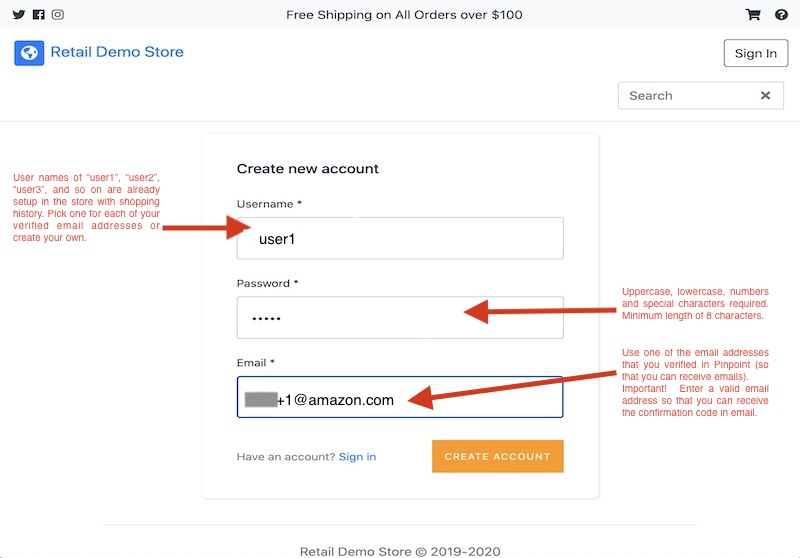 Free Shipping on All Orders over $100
Retail Demo Store
Sign In
Search
Create new account
User names of “user1”, “user2”,
“user3”, and so on are already
setup in the store with shopping
history. Pick one for each of your
verified email addresses or
create your own.
Username *
user1
Password *
•••••
Uppercase, lowercase, numbers
and special characters required.
Minimum length of 8 characters.
Email *
+1@amazon.com
Use one of the email addresses
that you verified in Pinpoint (so
that you can receive emails).
Important! Enter a valid email
address so that you can receive
the confirmation code in email.
Have an account? Sign in
CREATE ACCOUNT
Retail Demo Store © 2019-2020